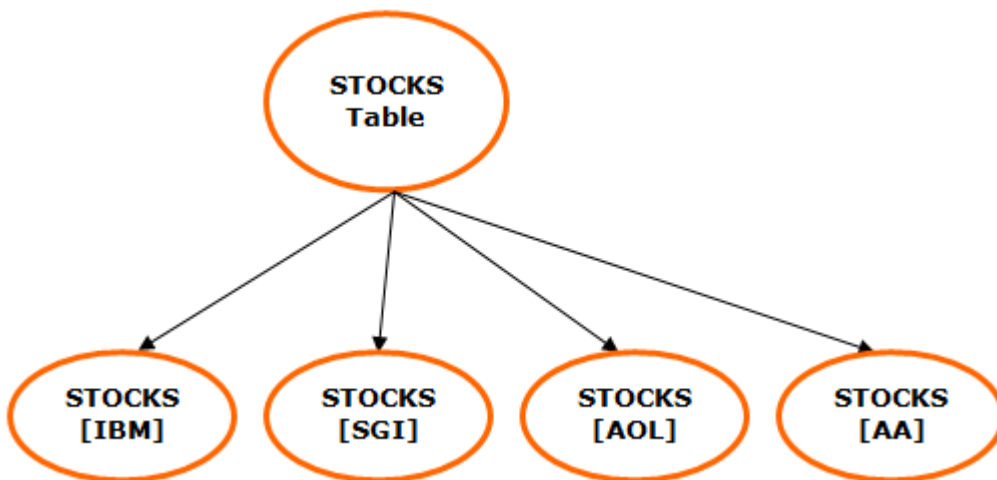 STOCKS
Table
STOCKS
[IBM]
STOCKS
[SGI]
STOCKS
[AOL]
STOCKS
[AA]